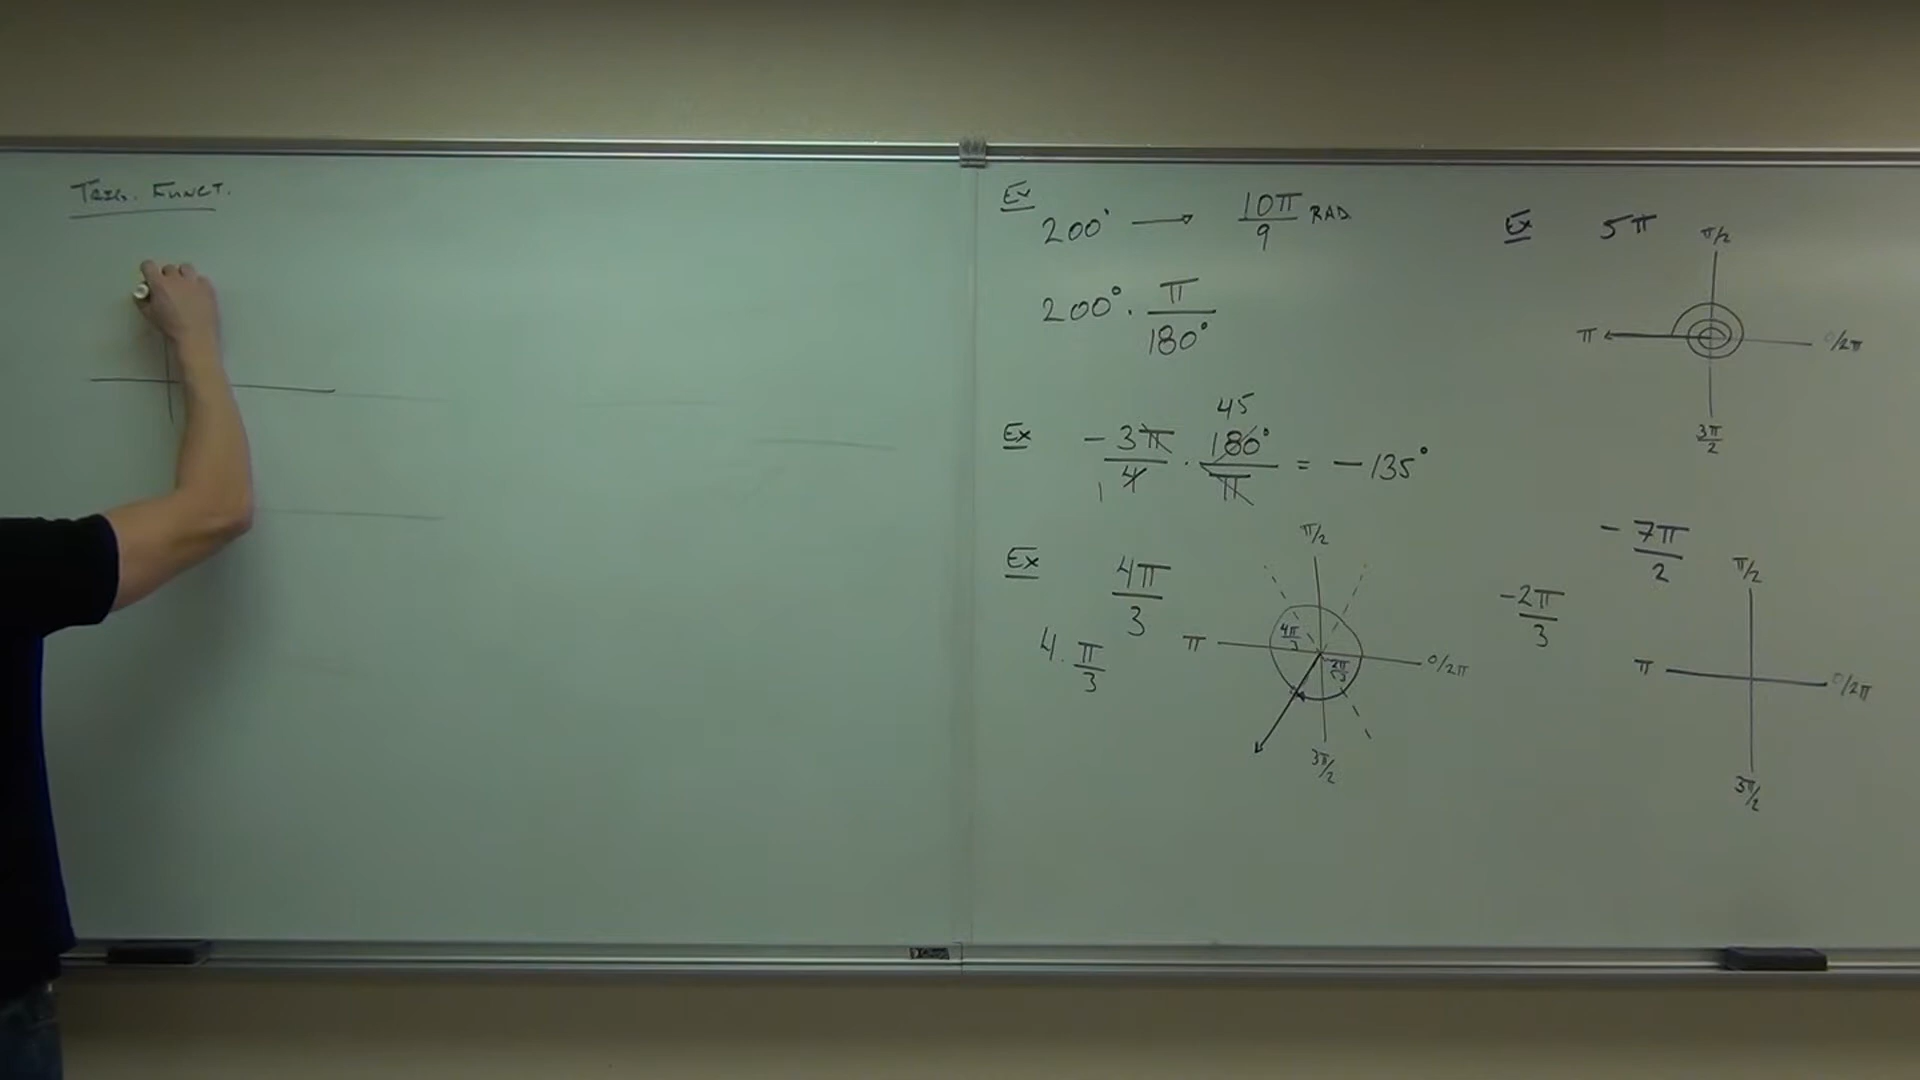 TRIG. FUNCT.
Ex
200° → 10π/9 RAD
200° · π/180°
Ex
45
-3π/4 · 180°/π = -135°
1
Ex
4π/3
4 · π/3
π/2
π
0/2π
3π/2
4π/3
2π/3
Ex
5π
π/2
π
0/2π
3π/2
-7π/2
-2π/3
π/2
π
0/2π
3π/2